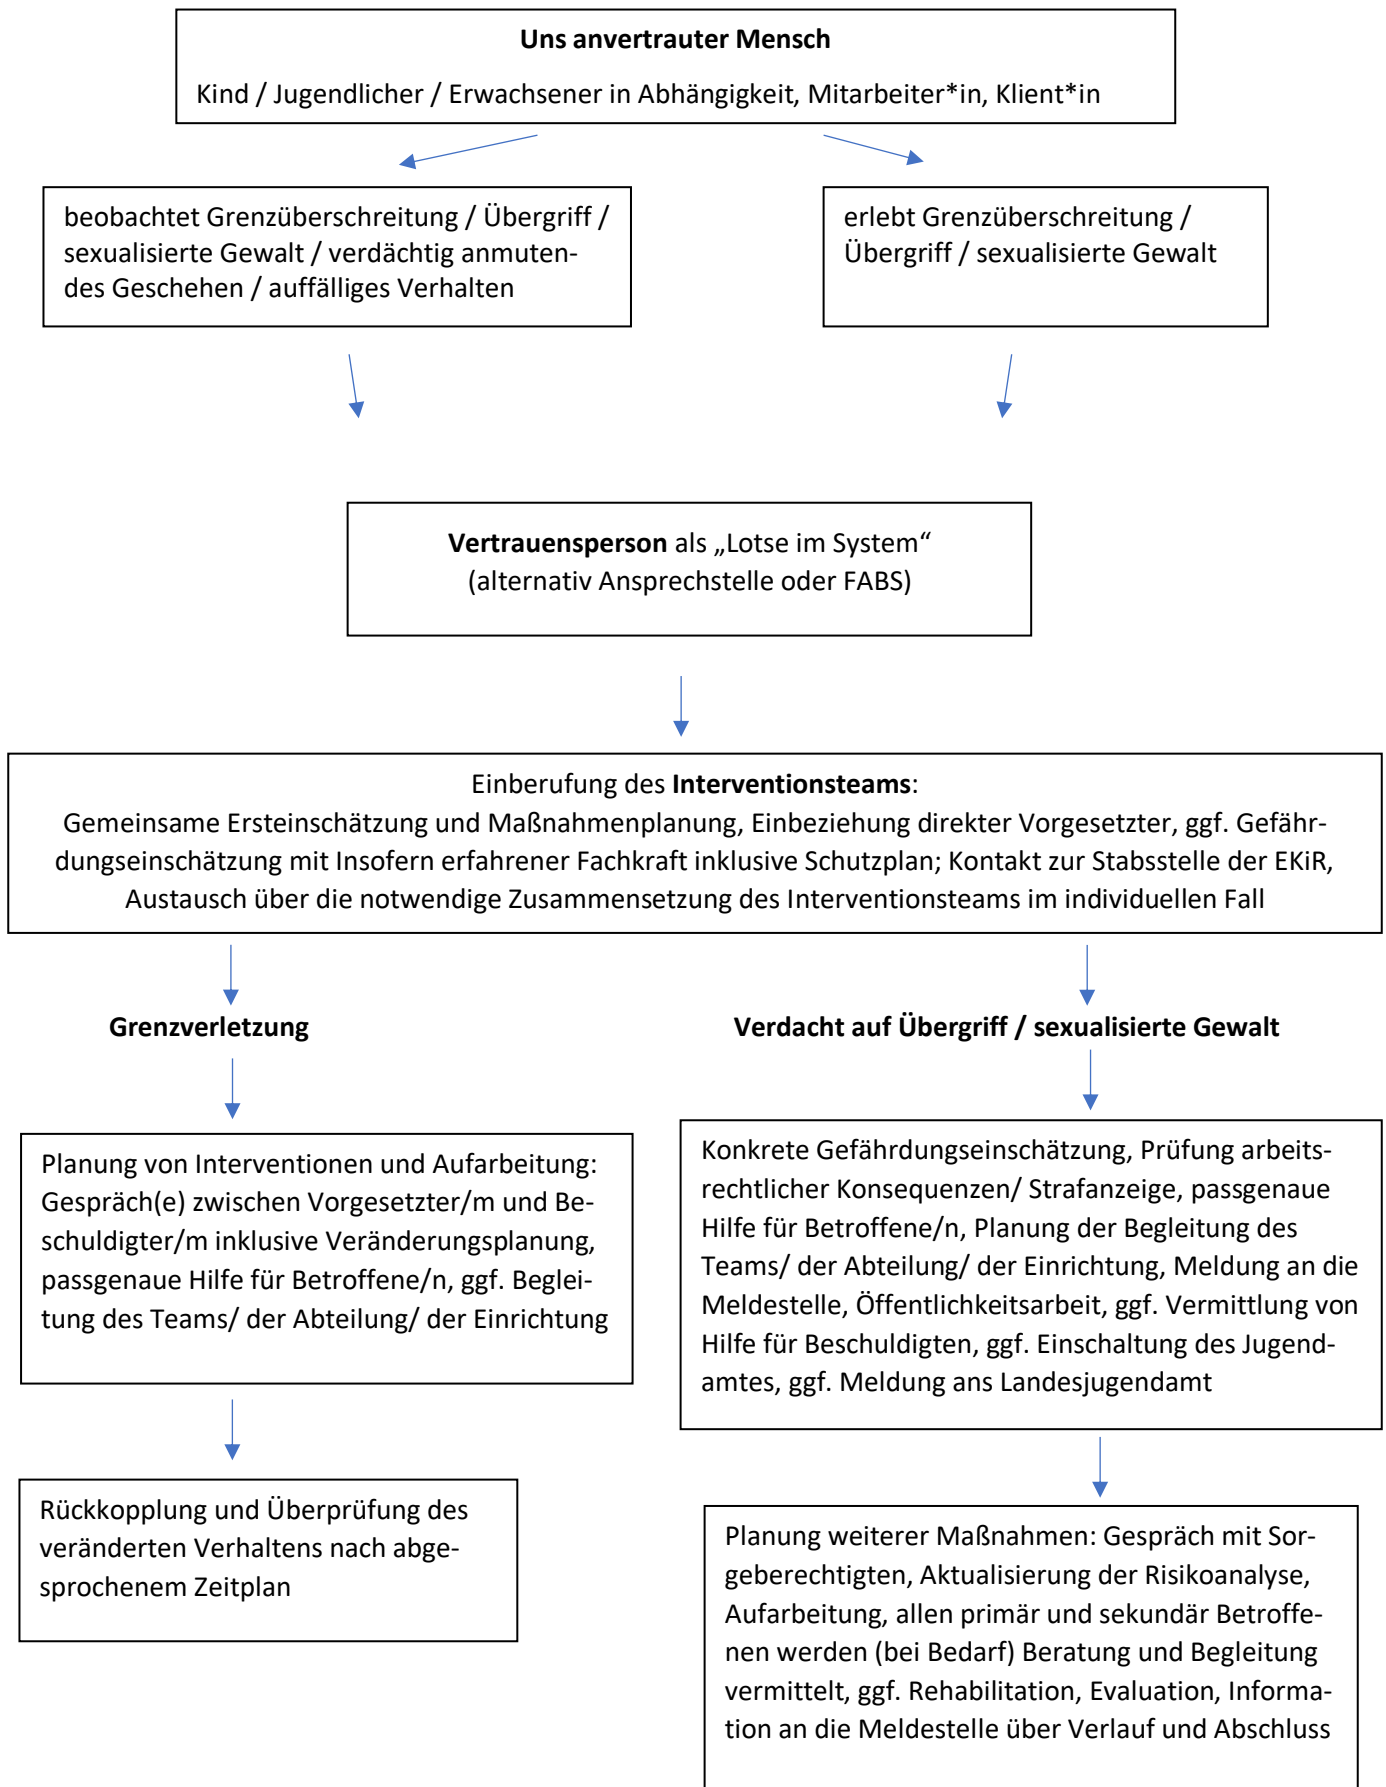 Uns anvertrauter Mensch
Kind / Jugendlicher / Erwachsener in Abhängigkeit, Mitarbeiter*in, Klient*in
beobachtet Grenzüberschreitung / Übergriff /
sexualisierte Gewalt / verdächtig anmuten-
des Geschehen / auffälliges Verhalten
erlebt Grenzüberschreitung /
Übergriff / sexualisierte Gewalt
Vertrauensperson als „Lotse im System“
(alternativ Ansprechstelle oder FABS)
Einberufung des Interventionsteams:
Gemeinsame Ersteinschätzung und Maßnahmenplanung, Einbeziehung direkter Vorgesetzter, ggf. Gefähr-
dungseinschätzung mit Insofern erfahrener Fachkraft inklusive Schutzplan; Kontakt zur Stabsstelle der EKiR,
Austausch über die notwendige Zusammensetzung des Interventionsteams im individuellen Fall
Grenzverletzung
Planung von Interventionen und Aufarbeitung:
Gespräch(e) zwischen Vorgesetzter/m und Be-
schuldigter/m inklusive Veränderungsplanung,
passgenaue Hilfe für Betroffene/n, ggf. Beglei-
tung des Teams/ der Abteilung/ der Einrichtung
Rückkopplung und Überprüfung des
veränderten Verhaltens nach abge-
sprochenem Zeitplan
Verdacht auf Übergriff / sexualisierte Gewalt
Konkrete Gefährdungseinschätzung, Prüfung arbeits-
rechtlicher Konsequenzen/ Strafanzeige, passgenaue
Hilfe für Betroffene/n, Planung der Begleitung des
Teams/ der Abteilung/ der Einrichtung, Meldung an die
Meldestelle, Öffentlichkeitsarbeit, ggf. Vermittlung von
Hilfe für Beschuldigten, ggf. Einschaltung des Jugend-
amtes, ggf. Meldung ans Landesjugendamt
Planung weiterer Maßnahmen: Gespräch mit Sor-
geberechtigten, Aktualisierung der Risikoanalyse,
Aufarbeitung, allen primär und sekundär Betroffe-
nen werden (bei Bedarf) Beratung und Begleitung
vermittelt, ggf. Rehabilitation, Evaluation, Informa-
tion an die Meldestelle über Verlauf und Abschluss